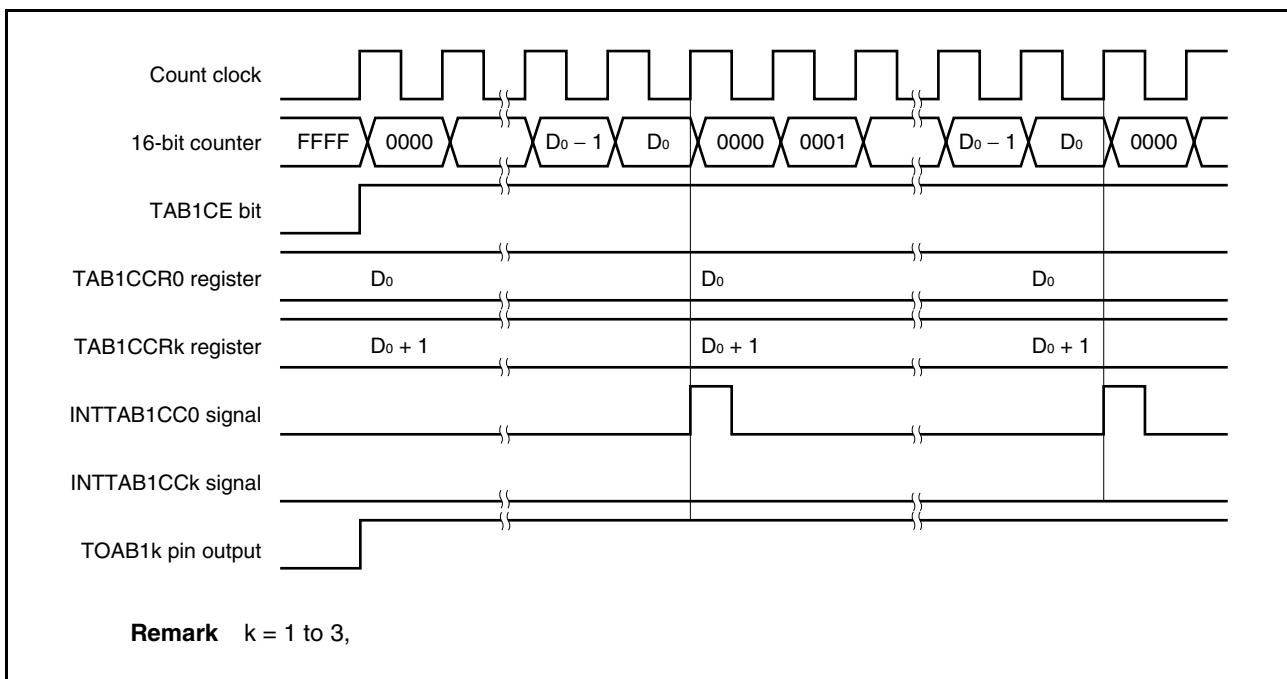 Count clock
16-bit counter FFFF 0000 D₀ − 1 D₀ 0000 0001 D₀ − 1 D₀ 0000
TAB1CE bit
TAB1CCR0 register D₀ D₀ D₀
TAB1CCRk register D₀ + 1 D₀ + 1 D₀ + 1
INTTAB1CC0 signal
INTTAB1CCk signal
TOAB1k pin output
Remark k = 1 to 3,